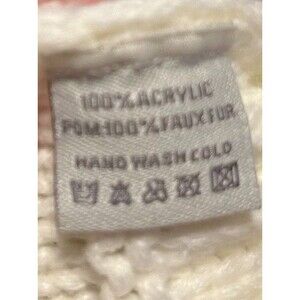 100% ACRYLIC
POM:100% FAUX FUR
HAND WASH COLD